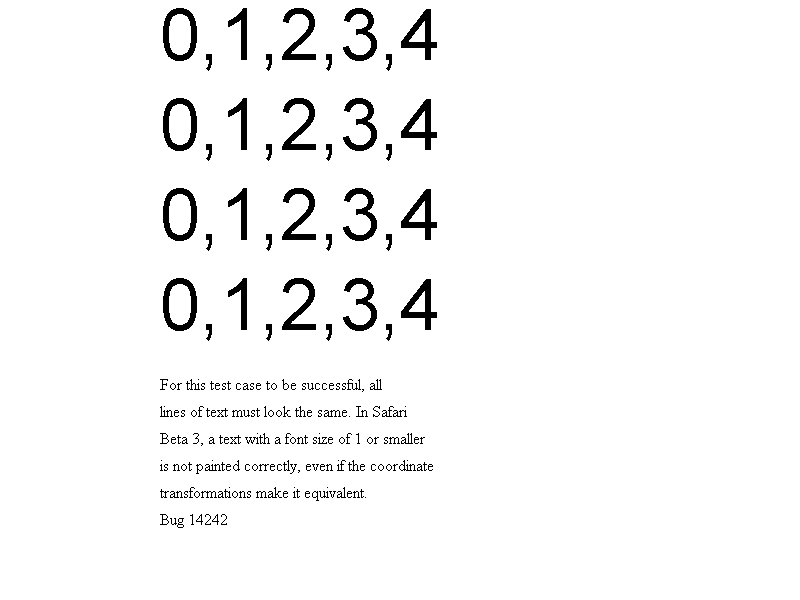 0,1,2,3,4
0,1,2,3,4
0,1,2,3,4
0,1,2,3,4
For this test case to be successful, all
lines of text must look the same. In Safari
Beta 3, a text with a font size of 1 or smaller
is not painted correctly, even if the coordinate
transformations make it equivalent.
Bug 14242